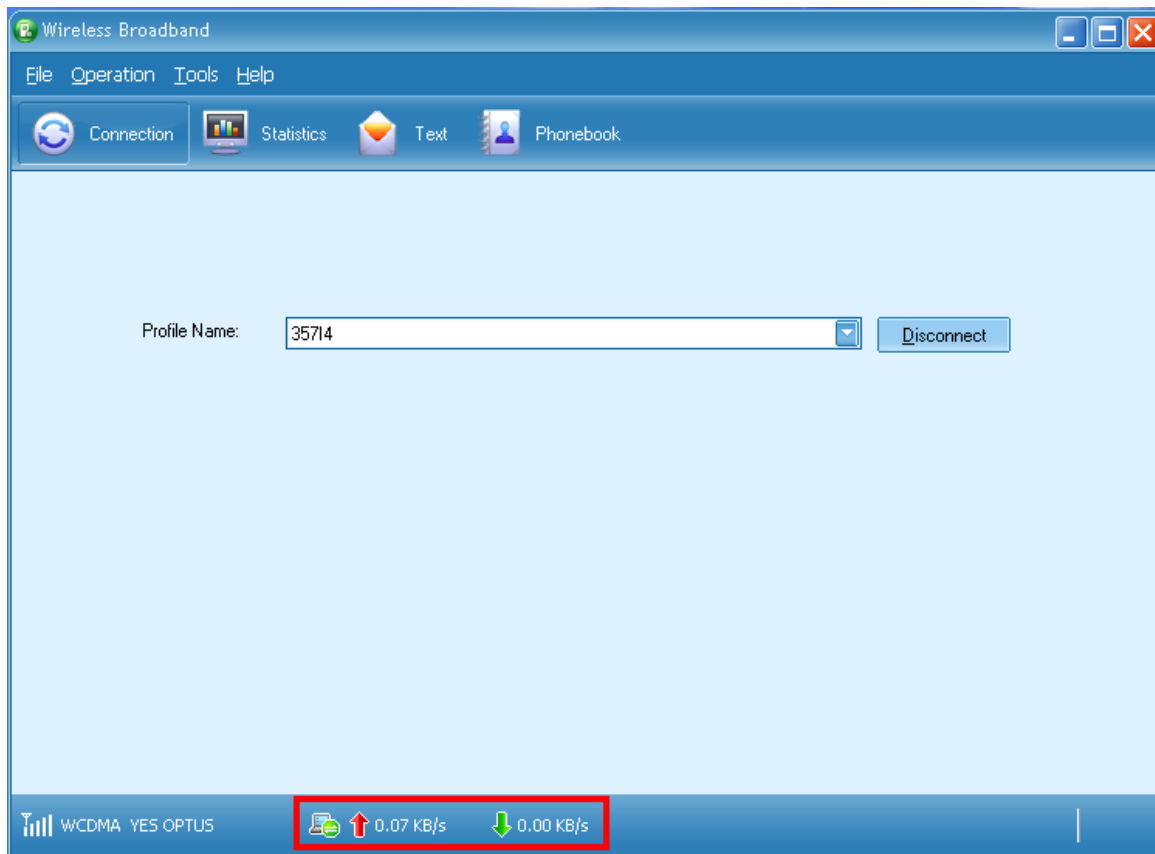 Wireless Broadband
File Operation Tools Help
Connection Statistics Text Phonebook
Profile Name: 357I4 Disconnect
WCDMA YES OPTUS 0.07 KB/s 0.00 KB/s